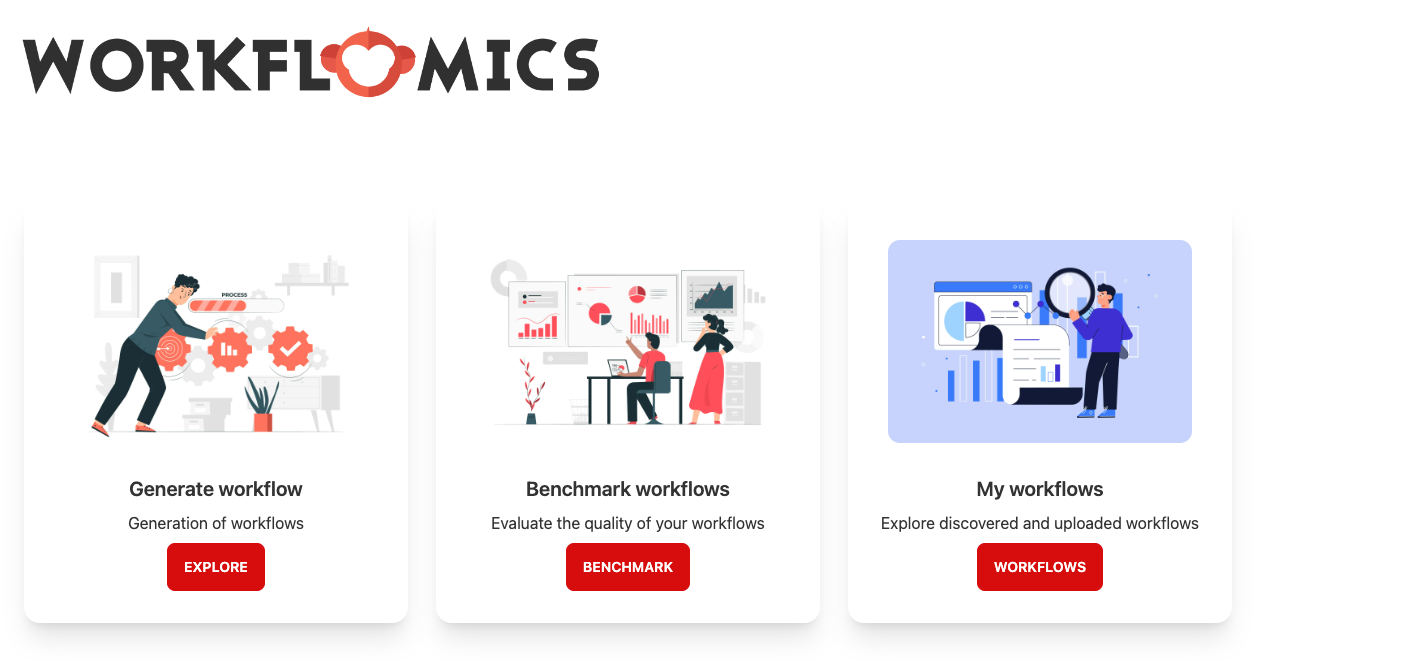 WORKFLOMICS
PROCESS
Generate workflow
Generation of workflows
EXPLORE
Benchmark workflows
Evaluate the quality of your workflows
BENCHMARK
My workflows
Explore discovered and uploaded workflows
WORKFLOWS